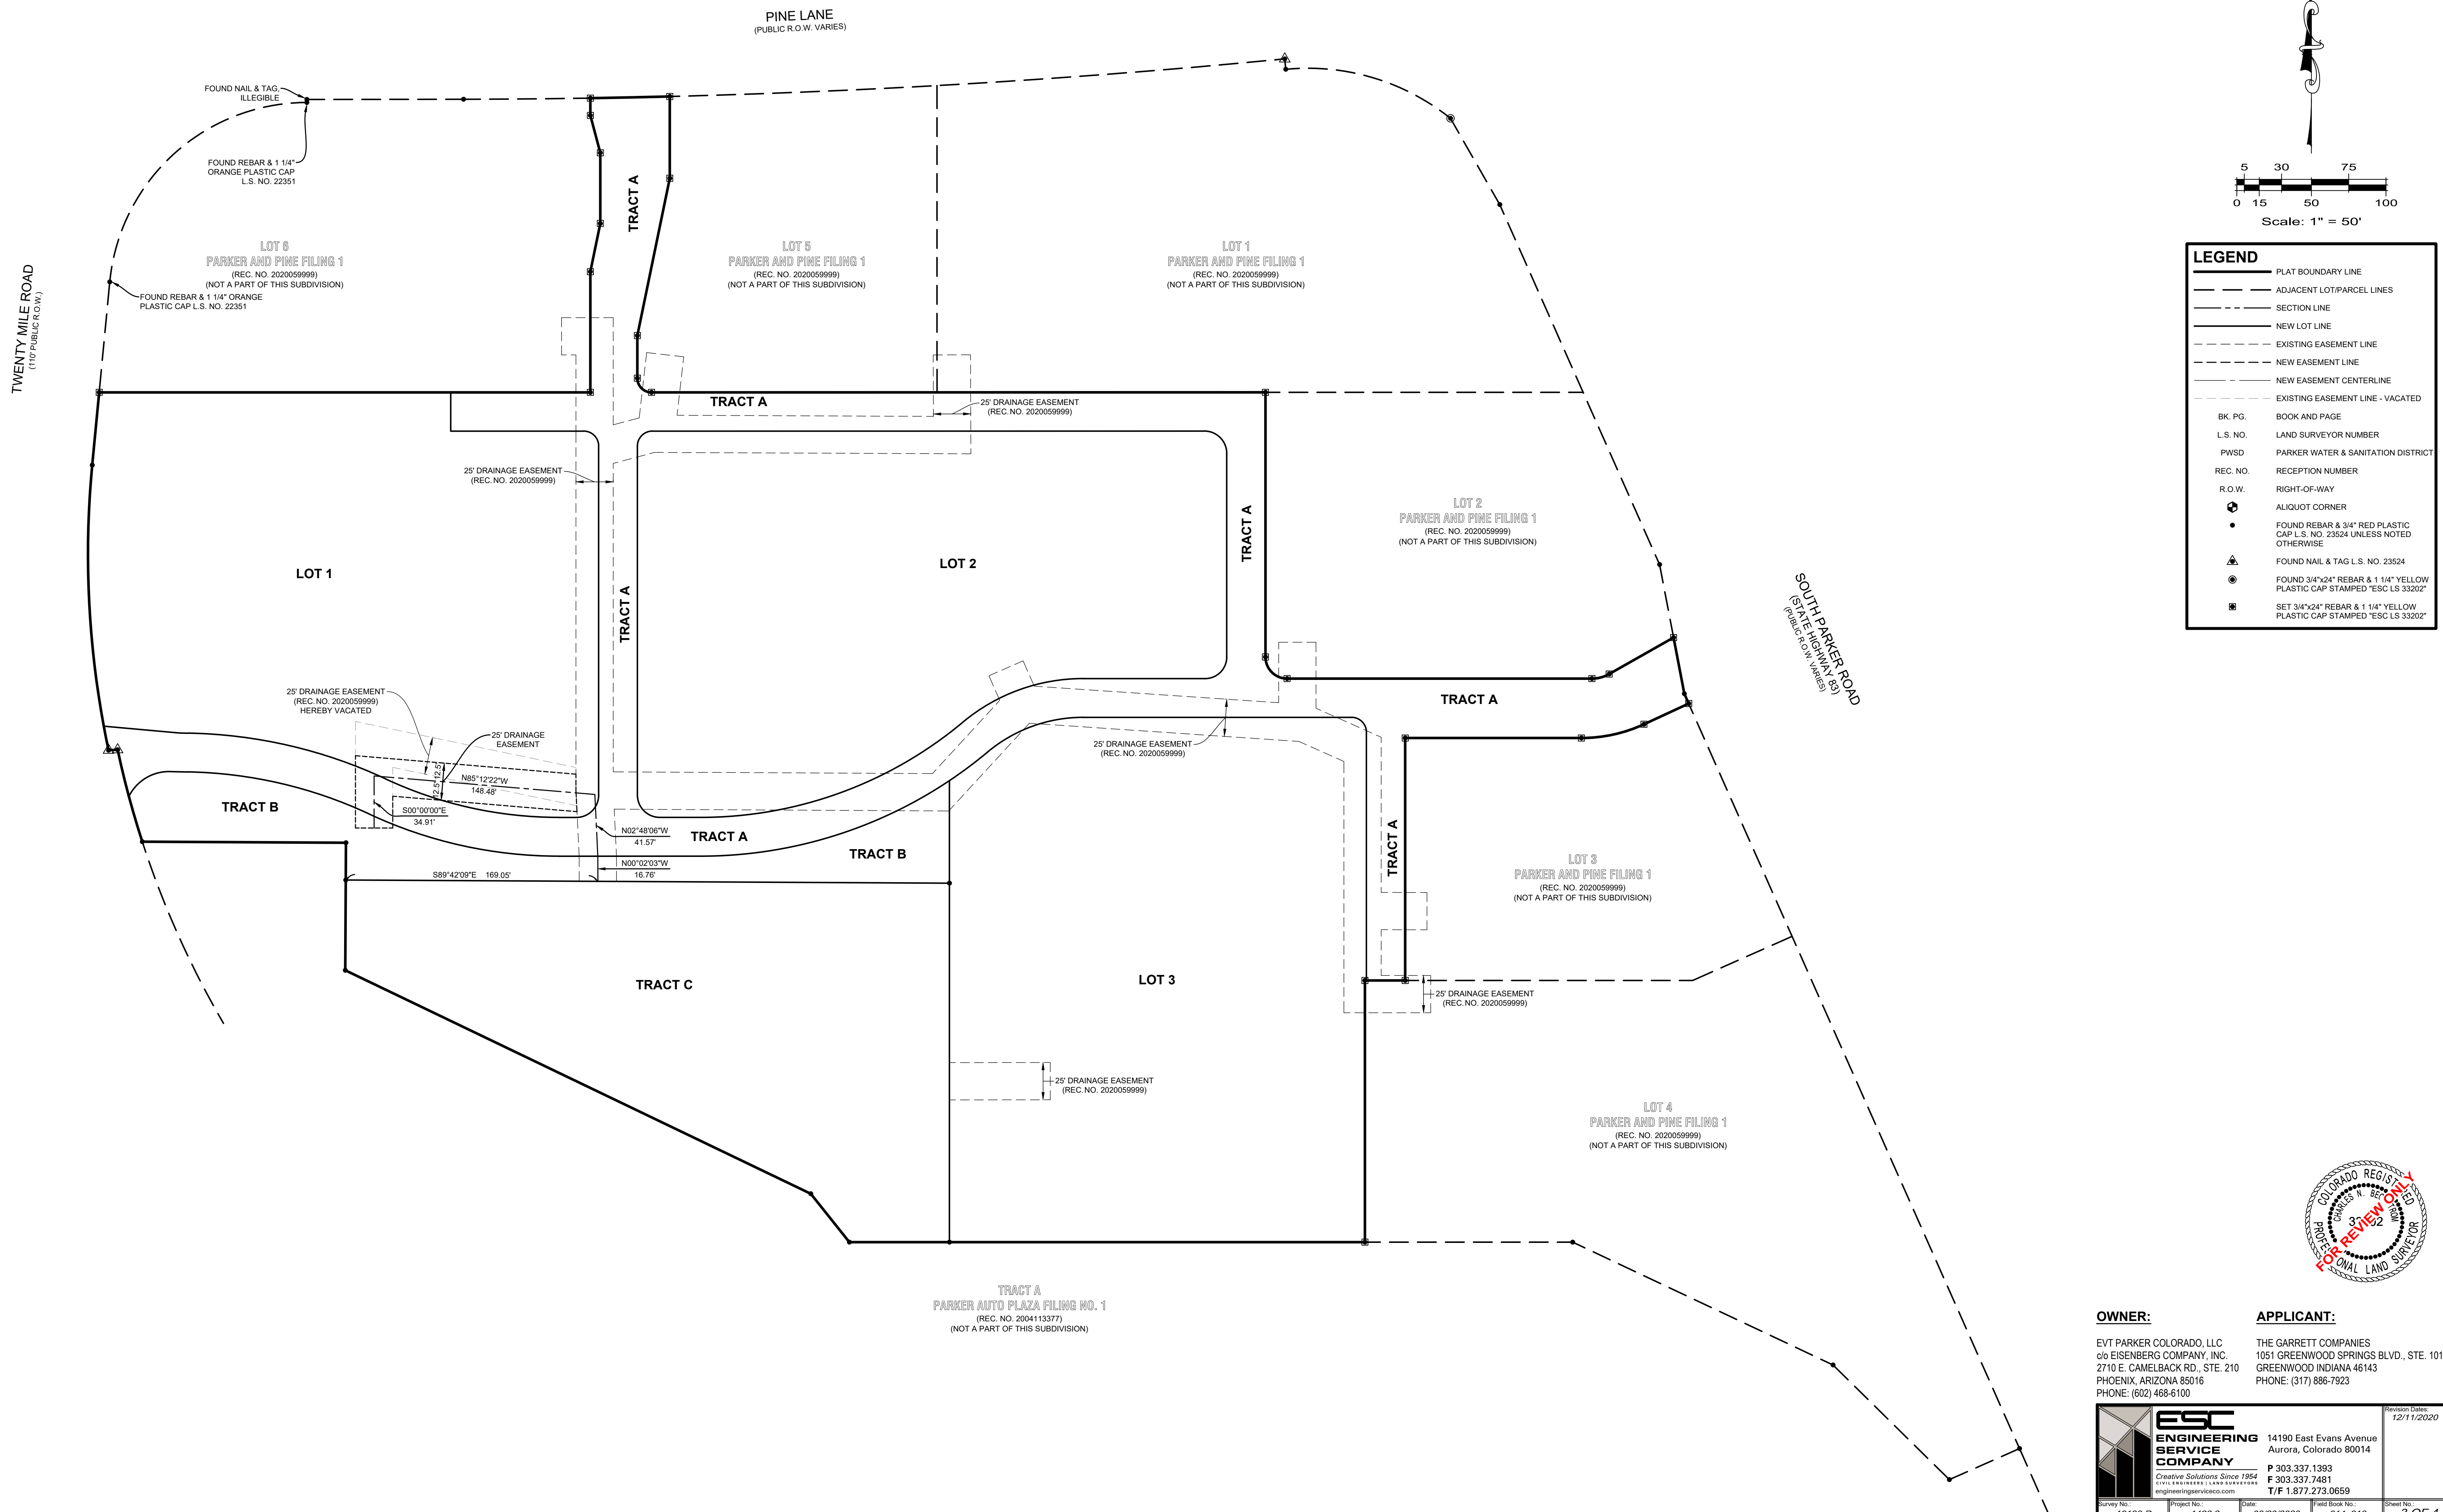 PINE LANE
(PUBLIC R.O.W. VARIES)
FOUND NAIL & TAG,
ILLEGIBLE
FOUND REBAR & 1 1/4"
ORANGE PLASTIC CAP
L.S. NO. 22351
TWENTY MILE ROAD
(110' PUBLIC R.O.W.)
FOUND REBAR & 1 1/4" ORANGE
PLASTIC CAP L.S. NO. 22351
LOT 6
PARKER AND PINE FILING 1
(REC. NO. 2020059999)
(NOT A PART OF THIS SUBDIVISION)
TRACT A
LOT 5
PARKER AND PINE FILING 1
(REC. NO. 2020059999)
(NOT A PART OF THIS SUBDIVISION)
LOT 1
PARKER AND PINE FILING 1
(REC. NO. 2020059999)
(NOT A PART OF THIS SUBDIVISION)
TRACT A
25' DRAINAGE EASEMENT
(REC. NO. 2020059999)
25' DRAINAGE EASEMENT
(REC. NO. 2020059999)
LOT 1
TRACT A
LOT 2
TRACT A
LOT 2
PARKER AND PINE FILING 1
(REC. NO. 2020059999)
(NOT A PART OF THIS SUBDIVISION)
SOUTH PARKER ROAD
(STATE HIGHWAY 83)
(PUBLIC R.O.W. VARIES)
25' DRAINAGE EASEMENT
(REC. NO. 2020059999)
HEREBY VACATED
25' DRAINAGE
EASEMENT
12.5'
12.5'
N85°12'22"W
148.48'
S00°00'00"E
34.91'
TRACT B
N02°48'06"W
41.57'
TRACT A
N00°02'03"W
16.76'
S89°42'09"E 169.05'
TRACT B
25' DRAINAGE EASEMENT
(REC. NO. 2020059999)
TRACT A
TRACT A
LOT 3
PARKER AND PINE FILING 1
(REC. NO. 2020059999)
(NOT A PART OF THIS SUBDIVISION)
TRACT C
LOT 3
25' DRAINAGE EASEMENT
(REC. NO. 2020059999)
25' DRAINAGE EASEMENT
(REC. NO. 2020059999)
LOT 4
PARKER AND PINE FILING 1
(REC. NO. 2020059999)
(NOT A PART OF THIS SUBDIVISION)
TRACT A
PARKER AUTO PLAZA FILING NO. 1
(REC. NO. 2004113377)
(NOT A PART OF THIS SUBDIVISION)
5 30 75
0 15 50 100
Scale: 1" = 50'
LEGEND
PLAT BOUNDARY LINE
ADJACENT LOT/PARCEL LINES
SECTION LINE
NEW LOT LINE
EXISTING EASEMENT LINE
NEW EASEMENT LINE
NEW EASEMENT CENTERLINE
EXISTING EASEMENT LINE - VACATED
BK. PG. BOOK AND PAGE
L.S. NO. LAND SURVEYOR NUMBER
PWSD PARKER WATER & SANITATION DISTRICT
REC. NO. RECEPTION NUMBER
R.O.W. RIGHT-OF-WAY
ALIQUOT CORNER
FOUND REBAR & 3/4" RED PLASTIC
CAP L.S. NO. 23524 UNLESS NOTED
OTHERWISE
FOUND NAIL & TAG L.S. NO. 23524
FOUND 3/4"x24" REBAR & 1 1/4" YELLOW
PLASTIC CAP STAMPED "ESC LS 33202"
SET 3/4"x24" REBAR & 1 1/4" YELLOW
PLASTIC CAP STAMPED "ESC LS 33202"
COLORADO REGISTERED
CHARLES N.
PROFESSIONAL LAND SURVEYOR
FOR REVIEW ONLY
OWNER:
EVT PARKER COLORADO, LLC
c/o EISENBERG COMPANY, INC.
2710 E. CAMELBACK RD., STE. 210
PHOENIX, ARIZONA 85016
PHONE: (602) 468-6100
APPLICANT:
THE GARRETT COMPANIES
1051 GREENWOOD SPRINGS BLVD., STE. 101
GREENWOOD INDIANA 46143
PHONE: (317) 886-7923
ESC
ENGINEERING
SERVICE
COMPANY
Creative Solutions Since 1954
CIVIL ENGINEERS | LAND SURVEYORS
engineeringserviceco.com
14190 East Evans Avenue
Aurora, Colorado 80014
P 303.337.1393
F 303.337.7481
T/F 1.877.273.0659
Revision Dates:
12/11/2020
Survey No.:
Project No.:
Date:
Field Book No.:
Sheet No.: